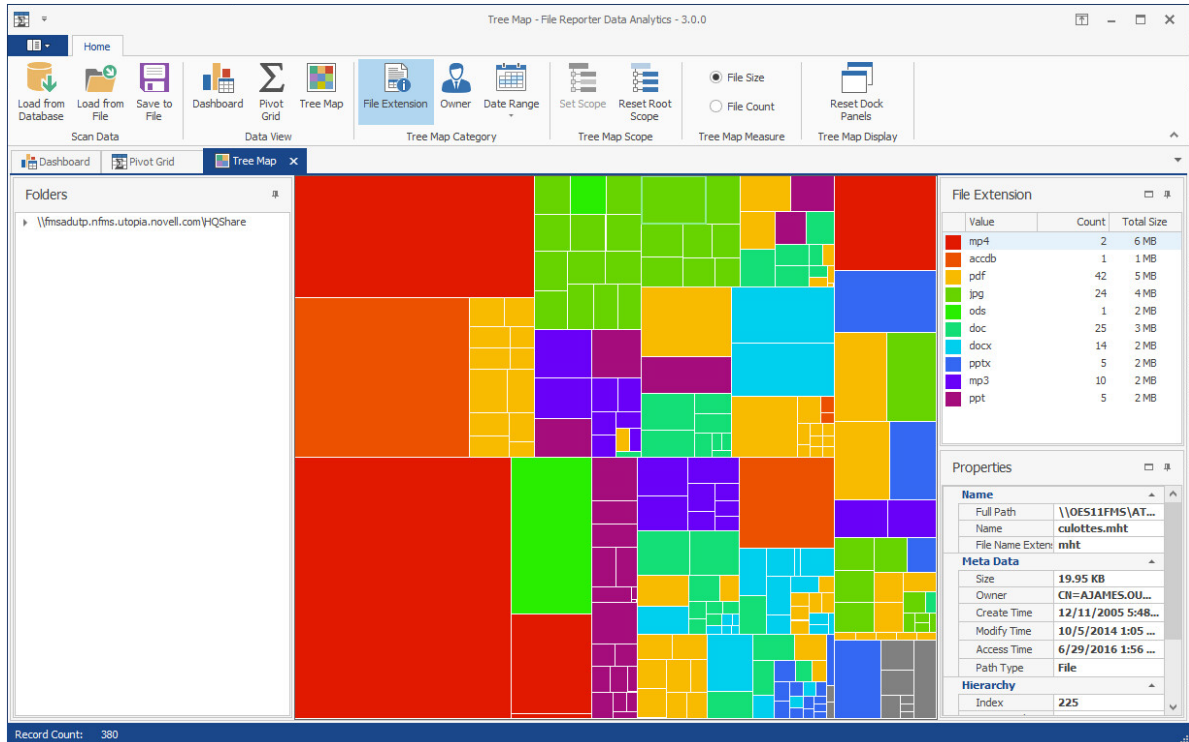 Tree Map - File Reporter Data Analytics - 3.0.0
Home
Load from Database
Load from File
Save to File
Scan Data
Dashboard
Pivot Grid
Tree Map
Data View
File Extension
Owner
Date Range
Tree Map Category
Set Scope
Reset Root Scope
Tree Map Scope
File Size
File Count
Tree Map Measure
Reset Dock Panels
Tree Map Display
Dashboard
Pivot Grid
Tree Map
Folders
\\fmsadutp.nfms.utopia.novell.com\HQShare
File Extension
Value Count Total Size
mp4 2 6 MB
accdb 1 1 MB
pdf 42 5 MB
jpg 24 4 MB
ods 1 2 MB
doc 25 3 MB
docx 14 2 MB
pptx 5 2 MB
mp3 10 2 MB
ppt 5 2 MB
Properties
Name
Full Path \\OES11FMS\AT...
Name culottes.mht
File Name Exten: mht
Meta Data
Size 19.95 KB
Owner CN=AJAMES.OU...
Create Time 12/11/2005 5:48...
Modify Time 10/5/2014 1:05 ...
Access Time 6/29/2016 1:56 ...
Path Type File
Hierarchy
Index 225
Record Count: 380